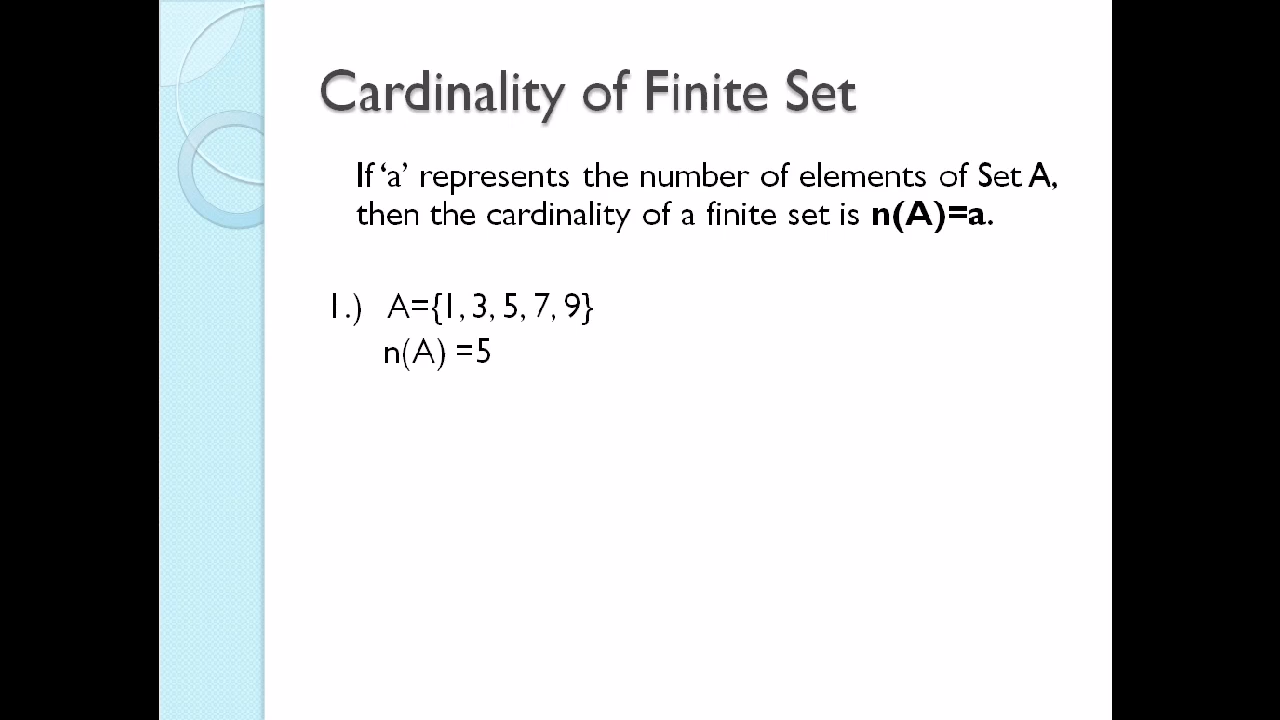 Cardinality of Finite Set
If ‘a’ represents the number of elements of Set A,
then the cardinality of a finite set is n(A)=a.
1.) A={1, 3, 5, 7, 9}
n(A) =5